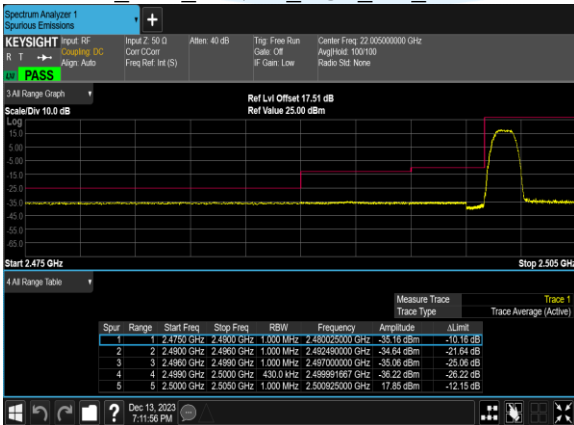 Spectrum Analyzer 1
Spurious Emissions
KEYSIGHT Input: RF
R T Coupling: DC
Align: Auto
Input Z: 50 Ω
Corr CCorr
Freq Ref: Int (S)
Atten: 40 dB
Trig: Free Run
Gate: Off
IF Gain: Low
Center Freq: 22.005000000 GHz
Avg|Hold: 100/100
Radio Std: None
LM PASS
3 All Range Graph
Scale/Div 10.0 dB
Ref Lvl Offset 17.51 dB
Ref Value 25.00 dBm
Log
15.0
5.00
-5.00
-15.0
-25.0
-35.0
-45.0
-55.0
-65.0
Start 2.475 GHz
Stop 2.505 GHz
4 All Range Table
Measure Trace Trace 1
Trace Type Trace Average (Active)
Spur Range Start Freq Stop Freq RBW Frequency Amplitude ΔLimit
1 1 2.4750 GHz 2.4900 GHz 1.000 MHz 2.480025000 GHz -35.16 dBm -10.16 dB
2 2 2.4900 GHz 2.4960 GHz 1.000 MHz 2.492490000 GHz -34.64 dBm -21.64 dB
3 3 2.4960 GHz 2.4990 GHz 1.000 MHz 2.497000000 GHz -35.06 dBm -25.06 dB
4 4 2.4990 GHz 2.5000 GHz 430.0 kHz 2.499991667 GHz -36.22 dBm -26.22 dB
5 5 2.5000 GHz 2.5050 GHz 1.000 MHz 2.500925000 GHz 17.85 dBm -12.15 dB
Dec 13, 2023
7:11:56 PM